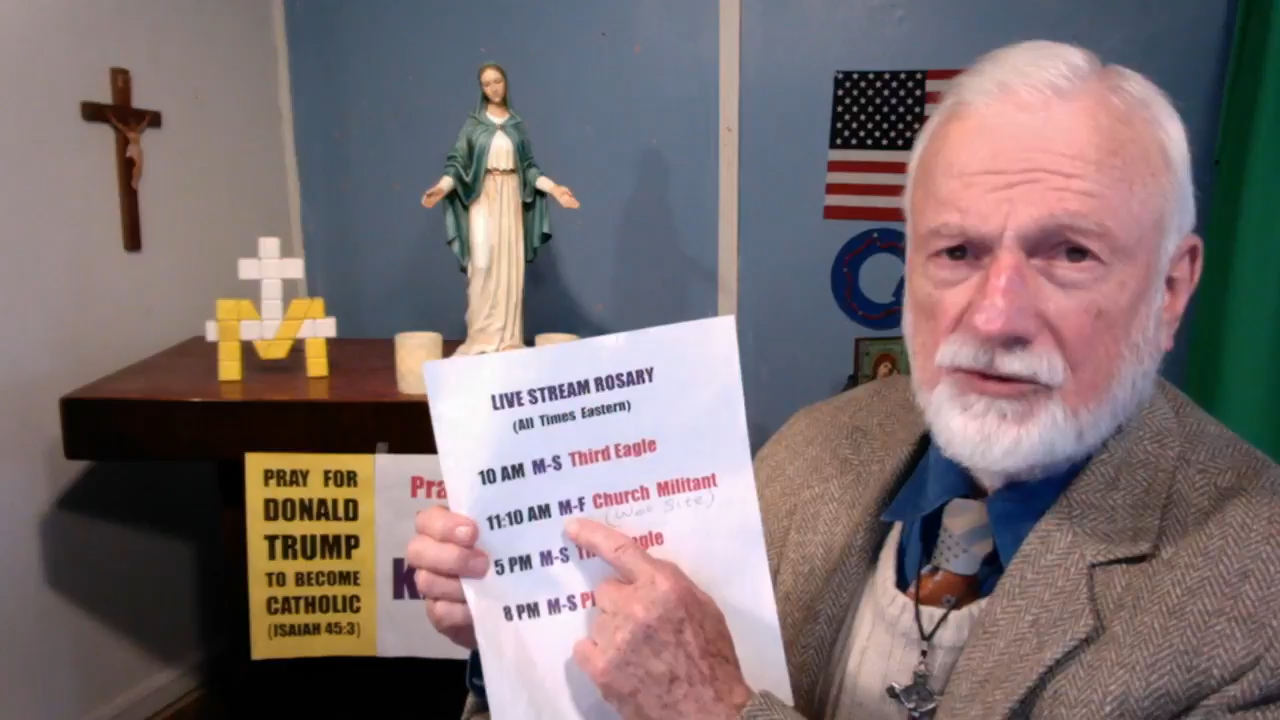 LIVE STREAM ROSARY
(All Times Eastern)
10 AM M-S Third Eagle
11:10 AM M-F Church Militant
(Web Site)
5 PM M-S Eagle
8 PM M-S
PRAY FOR
DONALD
TRUMP
TO BECOME
CATHOLIC
(ISAIAH 45:3)